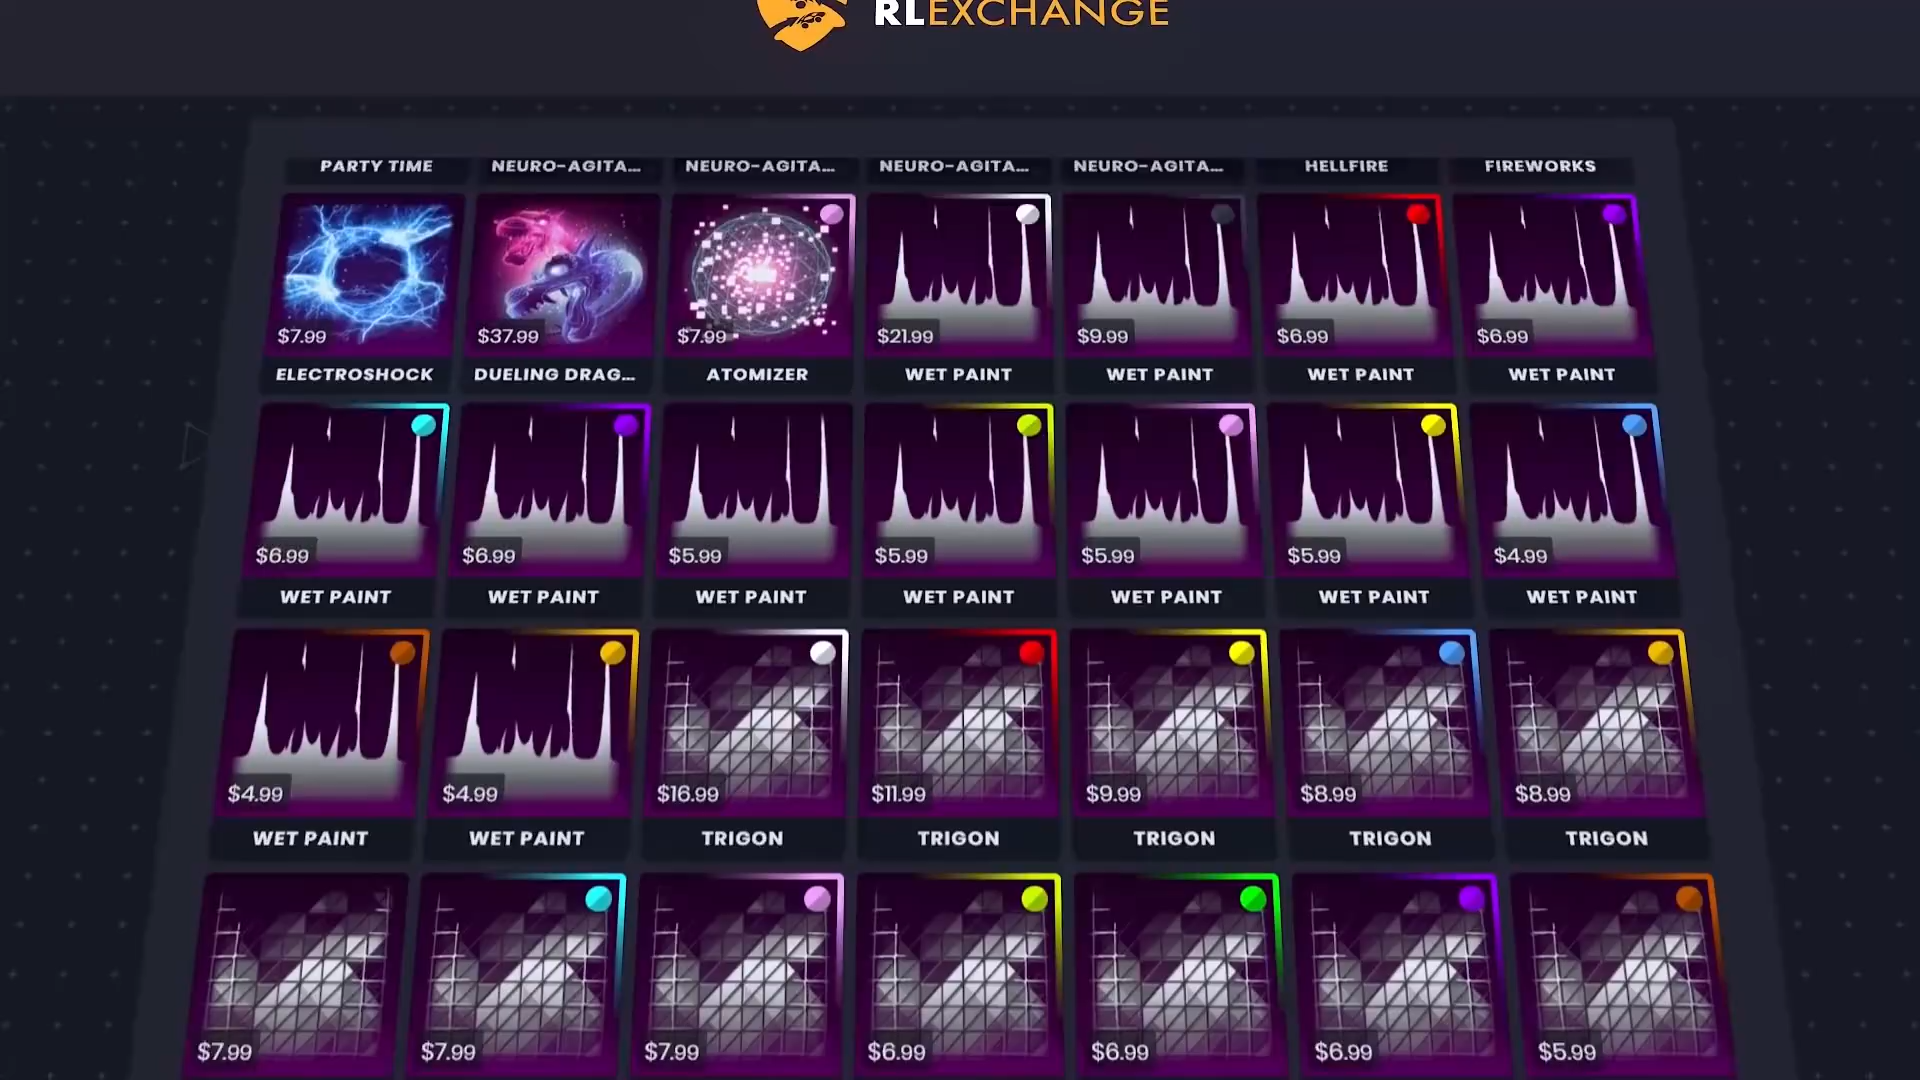 RLEXCHANGE
PARTY TIME NEURO-AGITA... NEURO-AGITA... NEURO-AGITA... NEURO-AGITA... HELLFIRE FIREWORKS
$7.99 $37.99 $7.99 $21.99 $9.99 $6.99 $6.99
ELECTROSHOCK DUELING DRAG... ATOMIZER WET PAINT WET PAINT WET PAINT WET PAINT
$6.99 $6.99 $5.99 $5.99 $5.99 $5.99 $4.99
WET PAINT WET PAINT WET PAINT WET PAINT WET PAINT WET PAINT WET PAINT
$4.99 $4.99 $16.99 $11.99 $9.99 $8.99 $8.99
WET PAINT WET PAINT TRIGON TRIGON TRIGON TRIGON TRIGON
$7.99 $7.99 $7.99 $6.99 $6.99 $6.99 $5.99